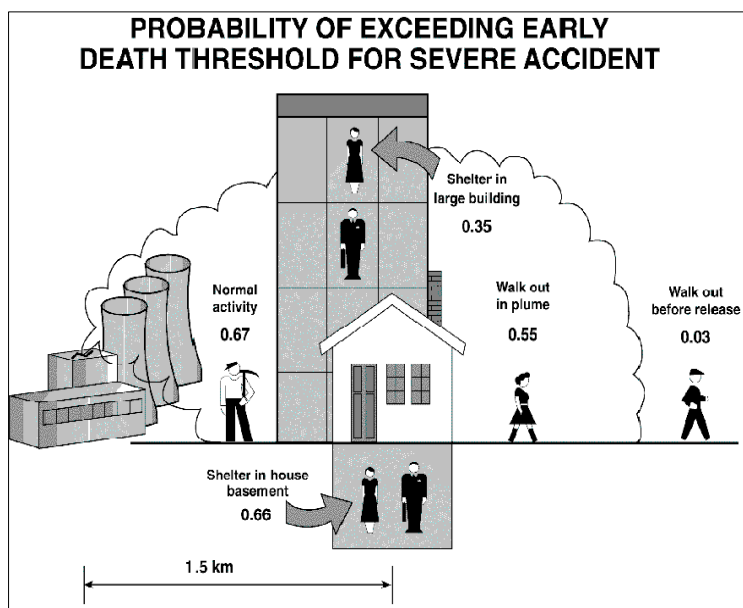 PROBABILITY OF EXCEEDING EARLY
DEATH THRESHOLD FOR SEVERE ACCIDENT
Shelter in
large building
0.35
Normal
activity
0.67
Walk out
in plume
0.55
Walk out
before release
0.03
Shelter in house
basement
0.66
1.5 km